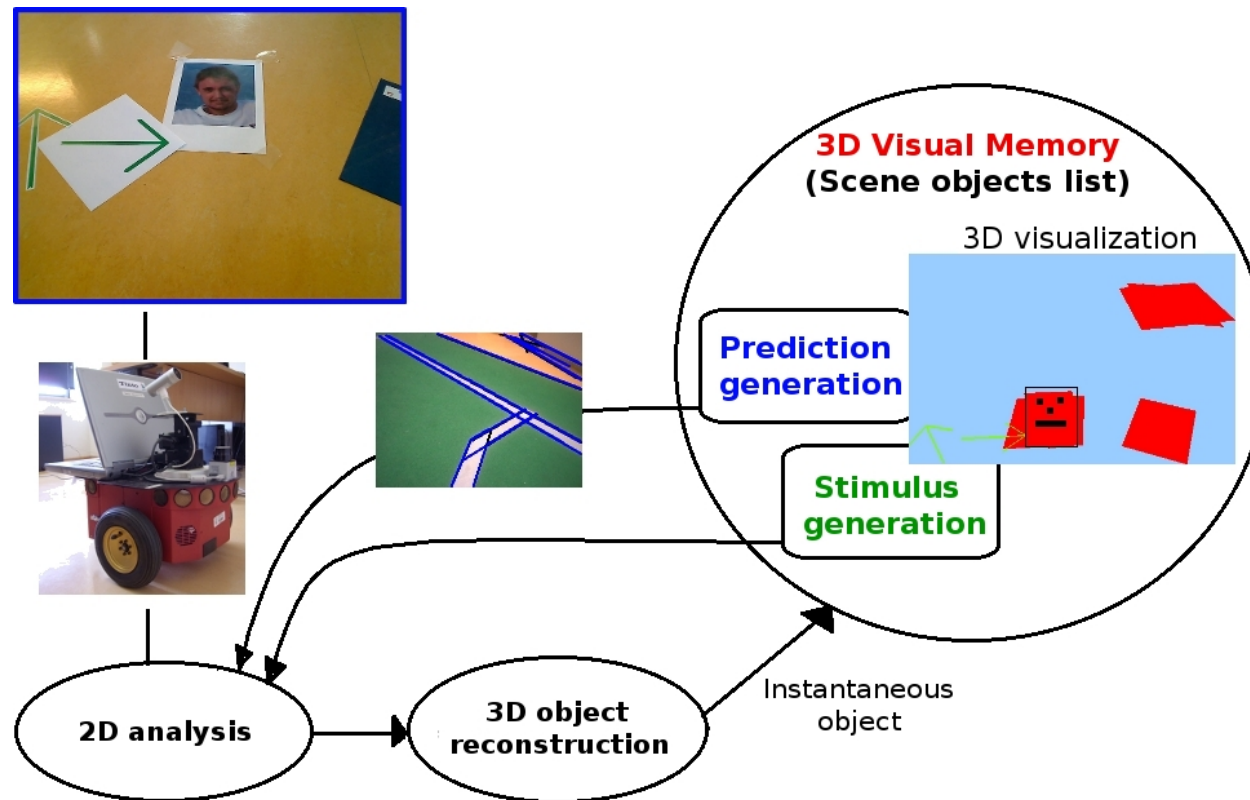 3D Visual Memory
(Scene objects list)
3D visualization
Prediction
generation
Stimulus
generation
Instantaneous
object
2D analysis
3D object
reconstruction